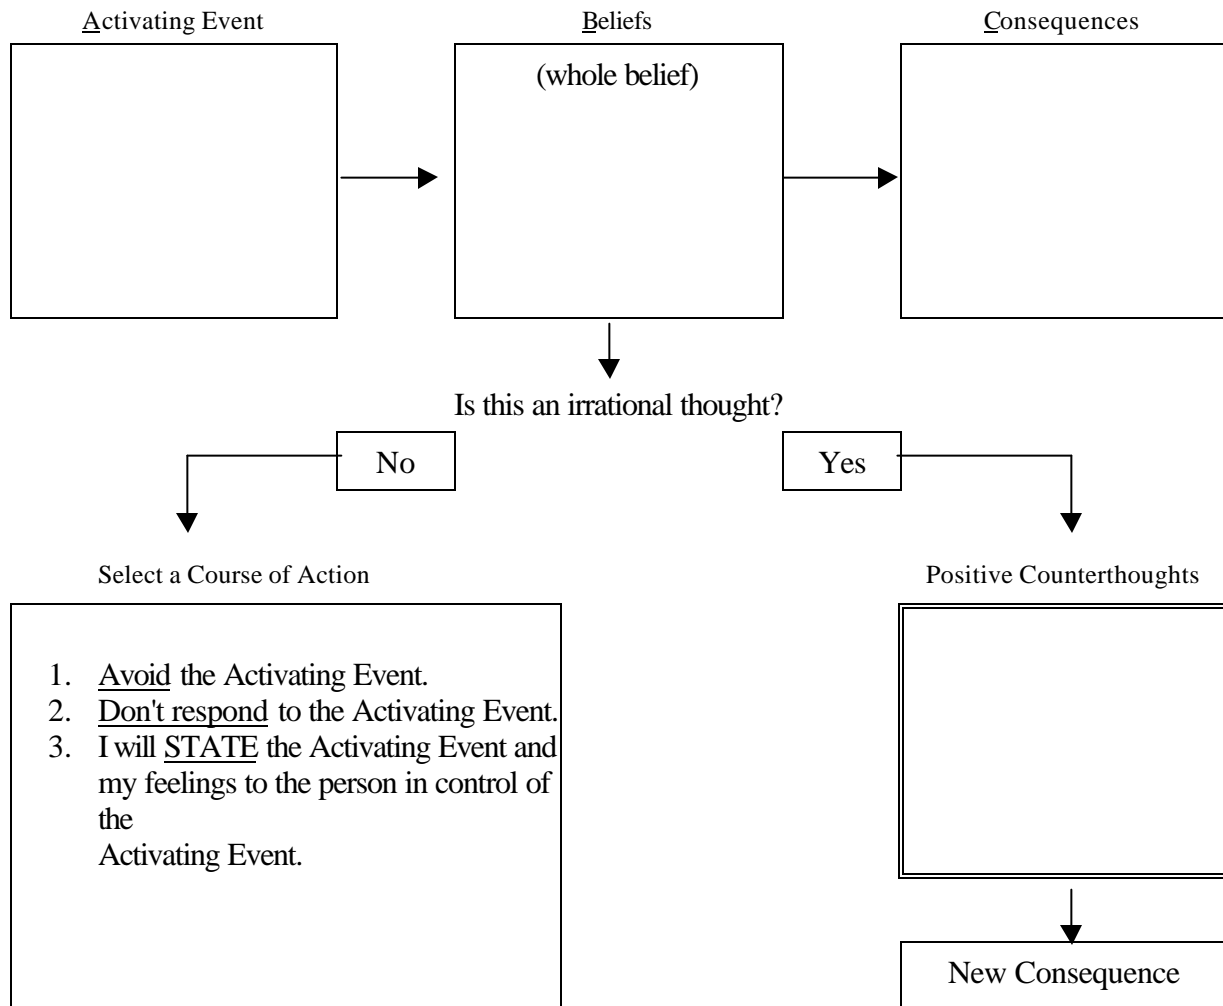 Activating Event
Beliefs
Consequences
(whole belief)
Is this an irrational thought?
No
Yes
Select a Course of Action
Positive Counterthoughts
1. Avoid the Activating Event.
2. Don't respond to the Activating Event.
3. I will STATE the Activating Event and
my feelings to the person in control of
the
Activating Event.
New Consequence